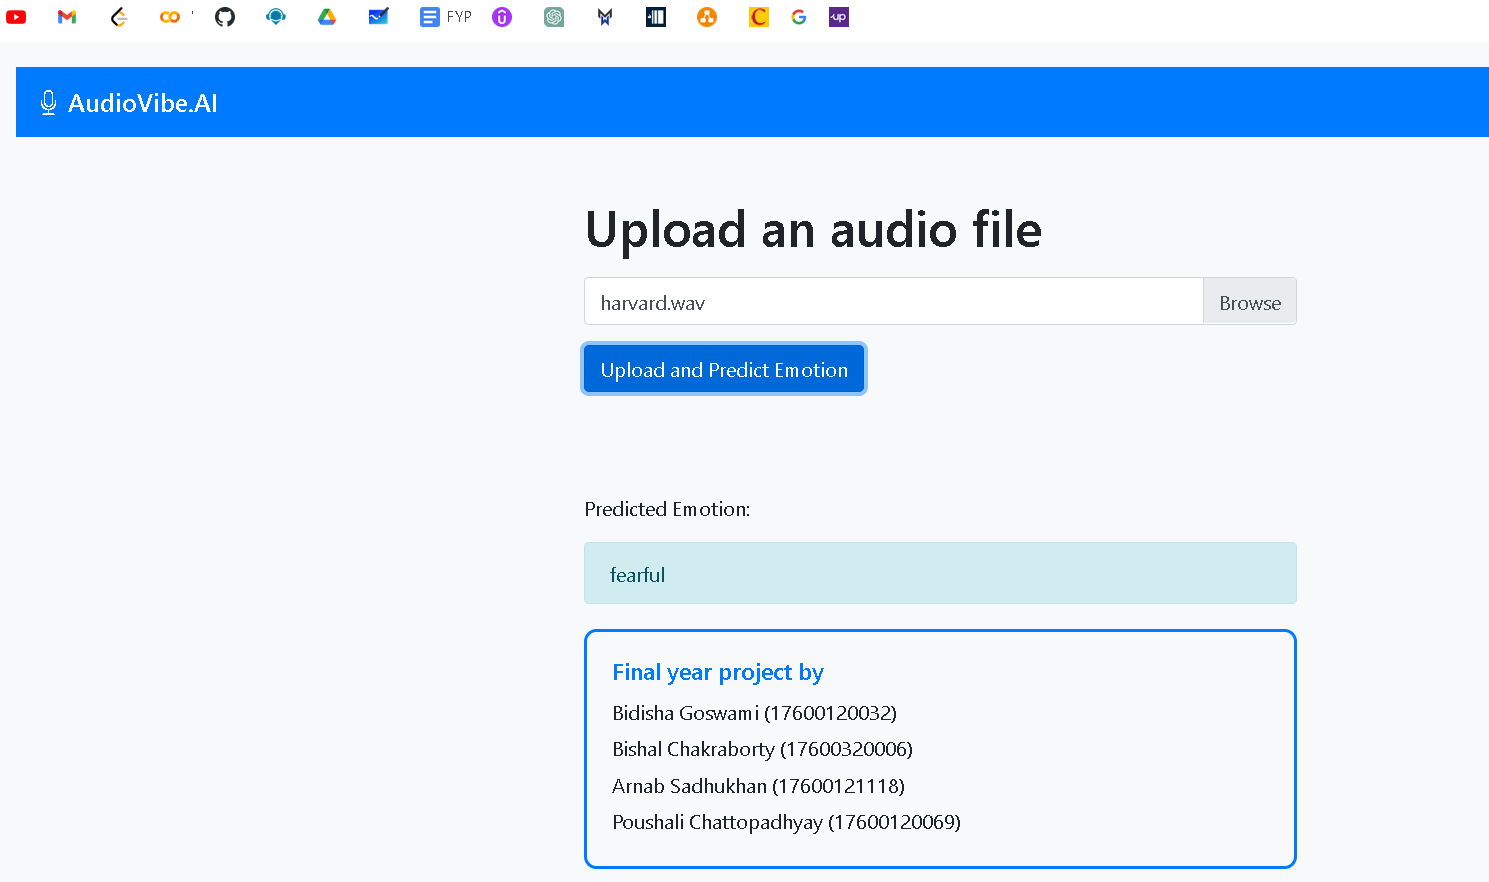 FYP
up
AudioVibe.AI
Upload an audio file
harvard.wav
Browse
Upload and Predict Emotion
Predicted Emotion:
fearful
Final year project by
Bidisha Goswami (17600120032)
Bishal Chakraborty (17600320006)
Arnab Sadhukhan (17600121118)
Poushali Chattopadhyay (17600120069)